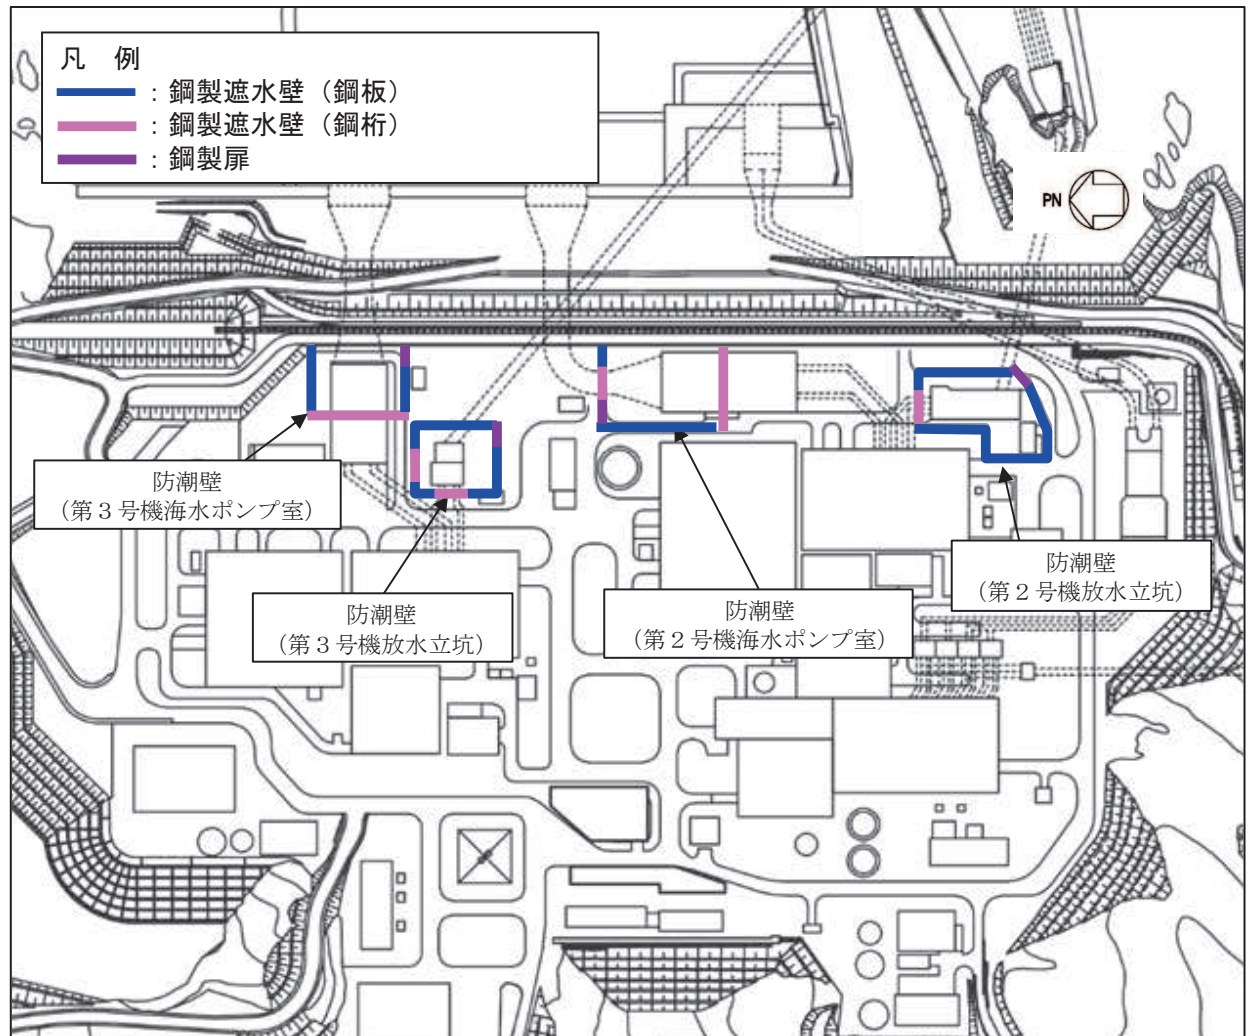 凡　例
：鋼製遮水壁（鋼板）
：鋼製遮水壁（鋼桁）
：鋼製扉
PN
防潮壁
（第３号機海水ポンプ室）
防潮壁
（第３号機放水立坑）
防潮壁
（第２号機海水ポンプ室）
防潮壁
（第２号機放水立坑）